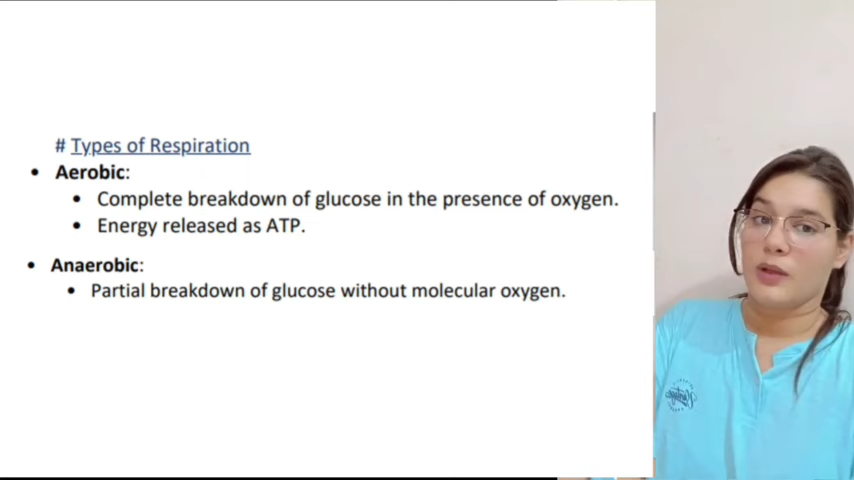 # Types of Respiration
• Aerobic:
• Complete breakdown of glucose in the presence of oxygen.
• Energy released as ATP.
• Anaerobic:
• Partial breakdown of glucose without molecular oxygen.